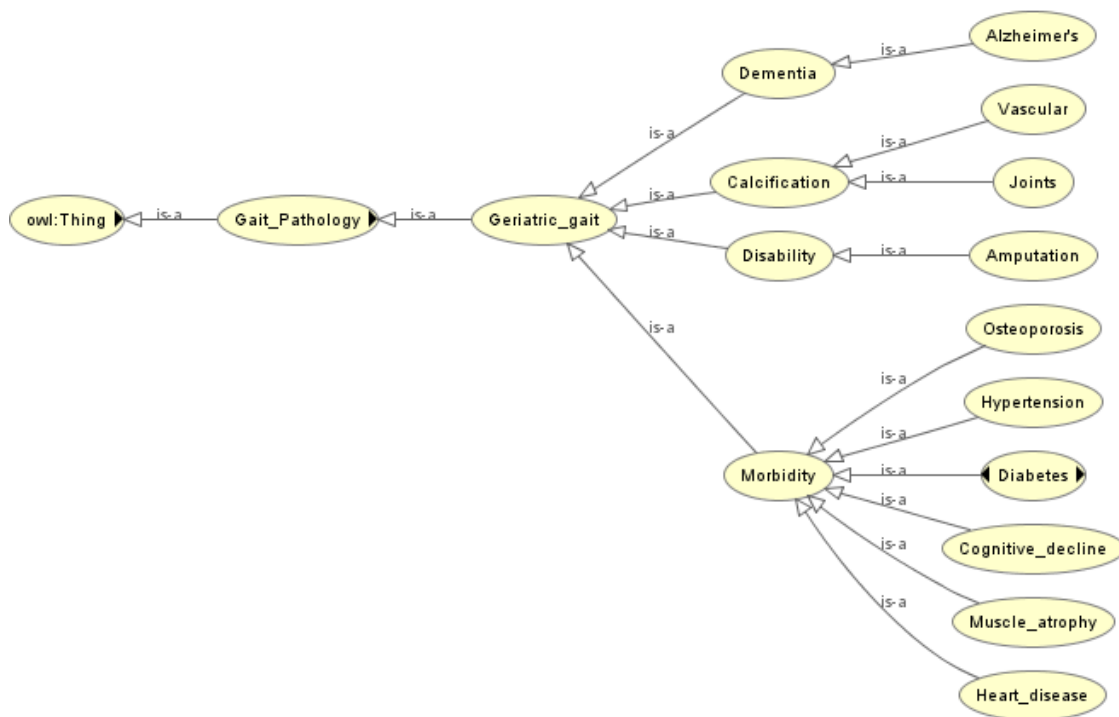 Alzheimer's
is-a
Dementia
Vascular
is-a
is-a
Calcification
is-a
Joints
is-a
owl:Thing
is-a
Gait_Pathology
is-a
Geriatric_gait
is-a
Disability
is-a
Amputation
is-a
Osteoporosis
is-a
is-a
Hypertension
is-a
Morbidity
is-a
Diabetes
is-a
Cognitive_decline
is-a
Muscle_atrophy
is-a
Heart_disease